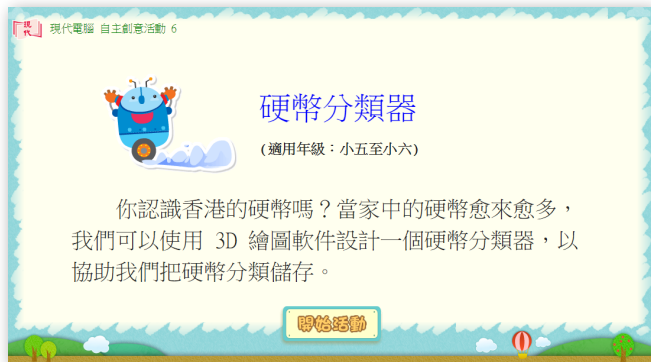 現代
現代電腦 自主創意活動 6
硬幣分類器
(適用年級：小五至小六)
你認識香港的硬幣嗎？當家中的硬幣愈來愈多，
我們可以使用 3D 繪圖軟件設計一個硬幣分類器，以
協助我們把硬幣分類儲存。
開始活動